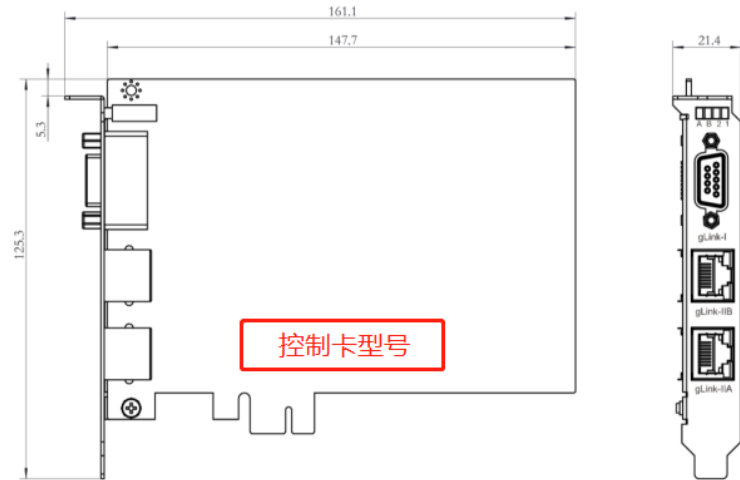 161.1
147.7
21.4
5.3
125.3
A B 2 1
gLink-I
gLink-IIB
gLink-IIA
控制卡型号